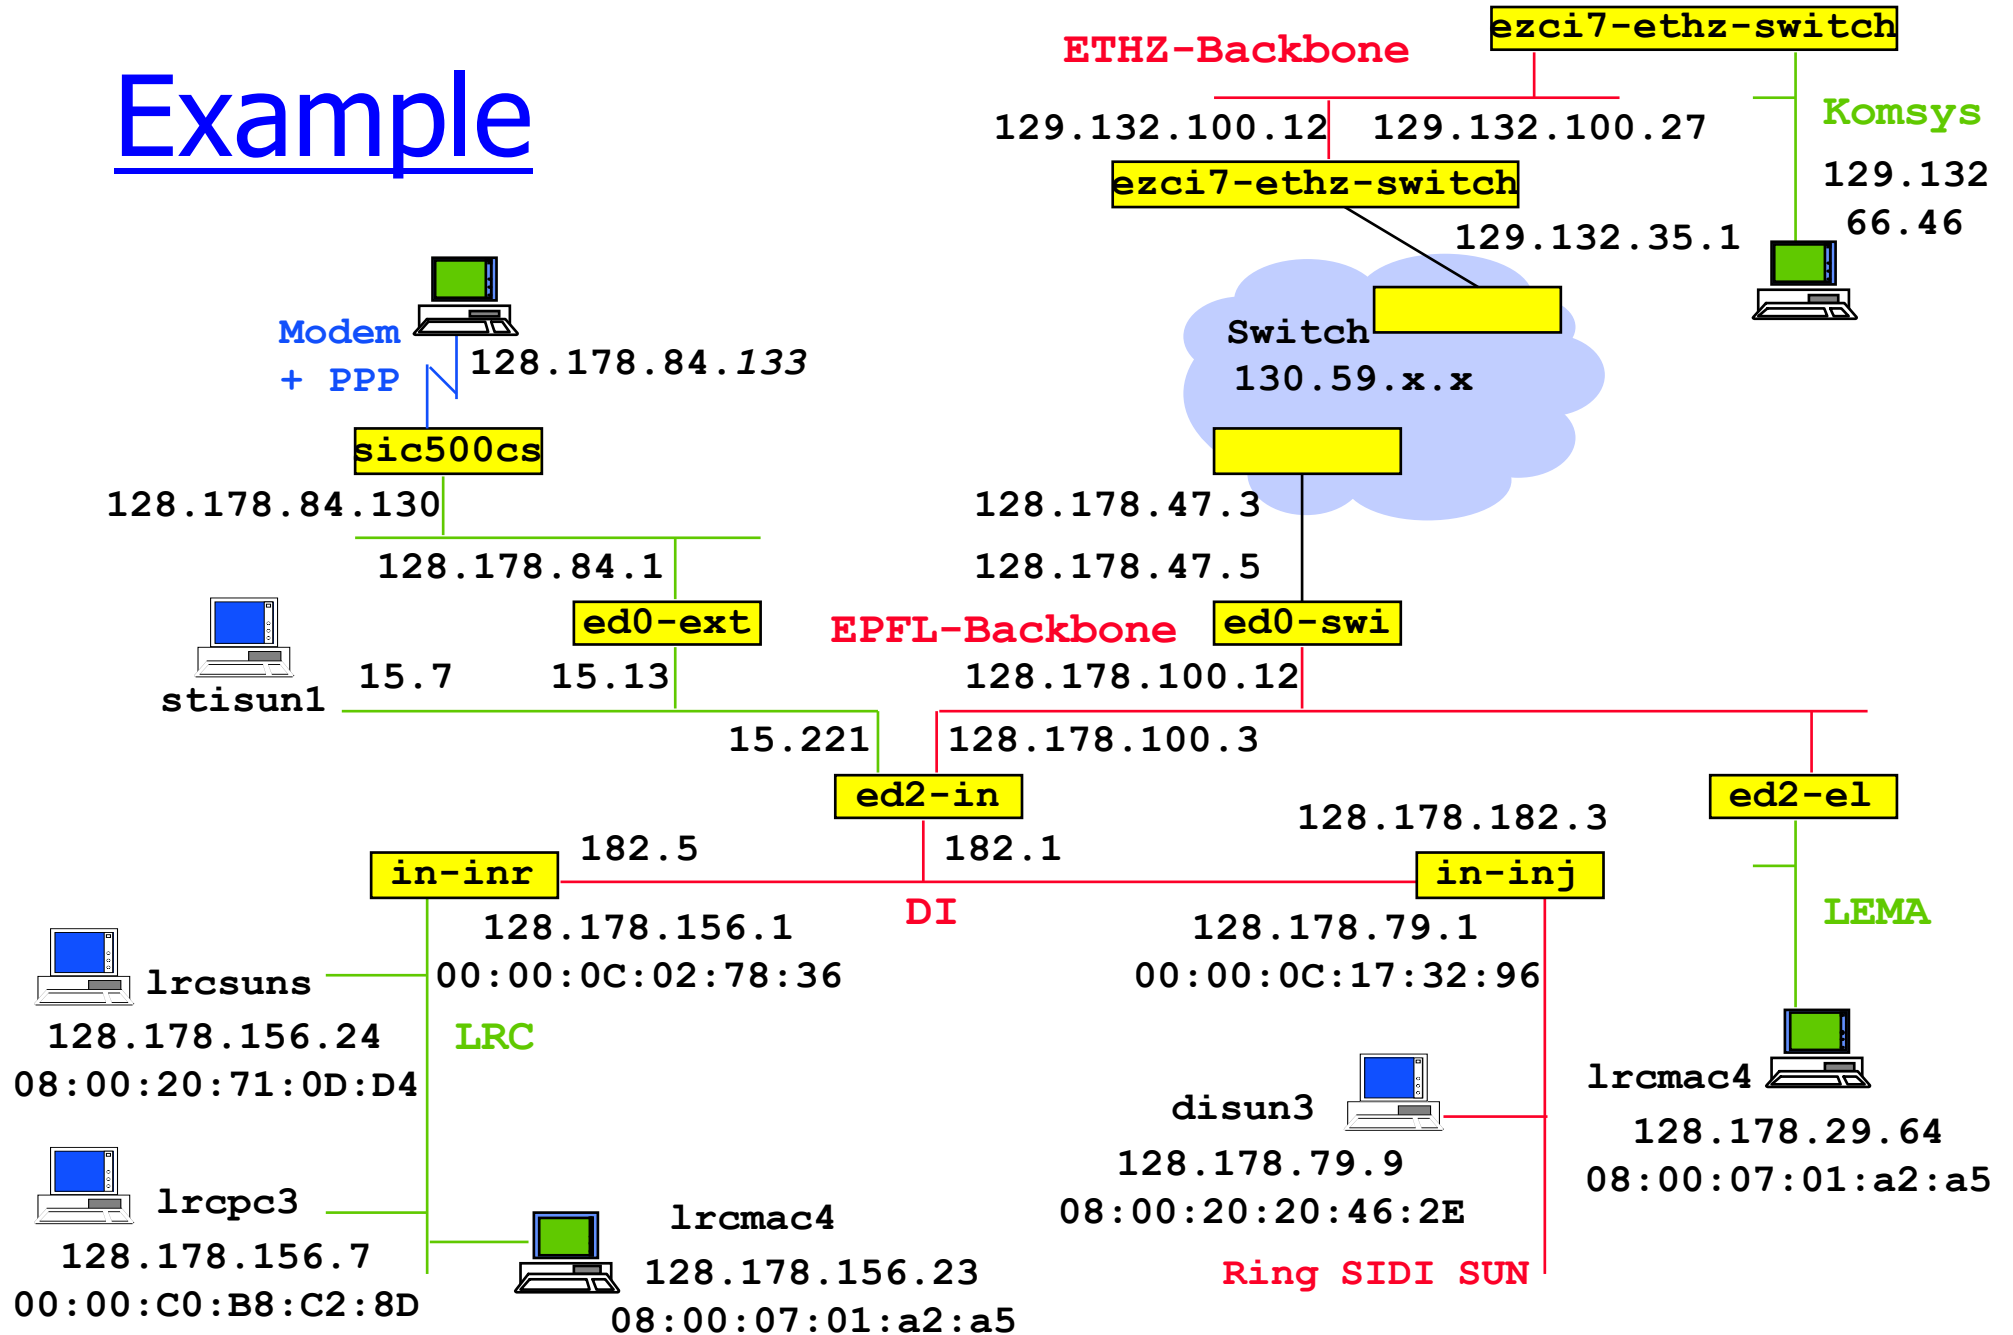 Example
ezci7-ethz-switch
ETHZ-Backbone
129.132.100.12
129.132.100.27
Komsys
129.132
66.46
ezci7-ethz-switch
129.132.35.1
Modem
+ PPP
128.178.84.133
Switch
130.59.x.x
sic500cs
128.178.84.130
128.178.47.3
128.178.84.1
128.178.47.5
ed0-ext
EPFL-Backbone
ed0-swi
stisun1
15.7
15.13
128.178.100.12
15.221
128.178.100.3
ed2-in
ed2-el
128.178.182.3
182.5
182.1
in-inr
in-inj
DI
LEMA
128.178.156.1
00:00:0C:02:78:36
128.178.79.1
00:00:0C:17:32:96
lrcsuns
128.178.156.24
08:00:20:71:0D:D4
LRC
disun3
128.178.79.9
08:00:20:20:46:2E
lrcmac4
128.178.29.64
08:00:07:01:a2:a5
lrcpc3
128.178.156.7
00:00:C0:B8:C2:8D
lrcmac4
128.178.156.23
08:00:07:01:a2:a5
Ring SIDI SUN